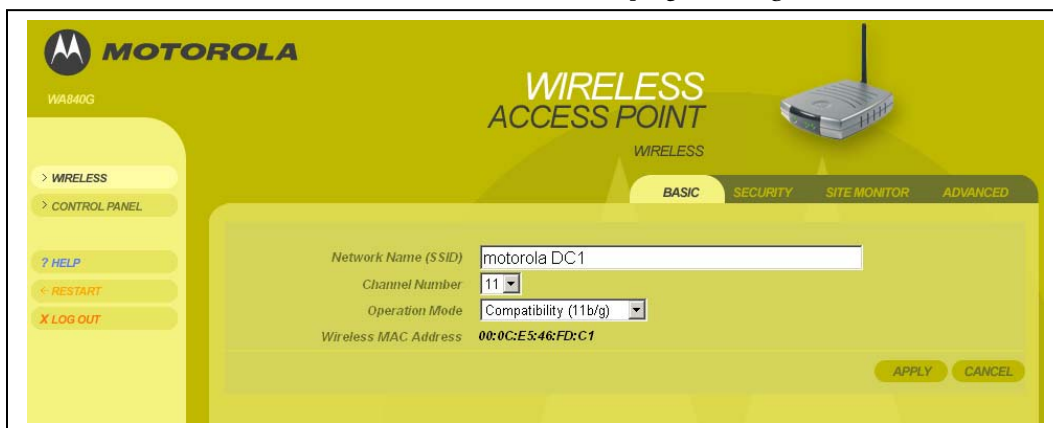 MOTOROLA
WA840G
WIRELESS
ACCESS POINT
WIRELESS
> WIRELESS
> CONTROL PANEL
? HELP
< RESTART
X LOG OUT
BASIC SECURITY SITE MONITOR ADVANCED
Network Name (SSID) motorola DC1
Channel Number 11
Operation Mode Compatibility (11b/g)
Wireless MAC Address 00:0C:E5:46:FD:C1
APPLY CANCEL